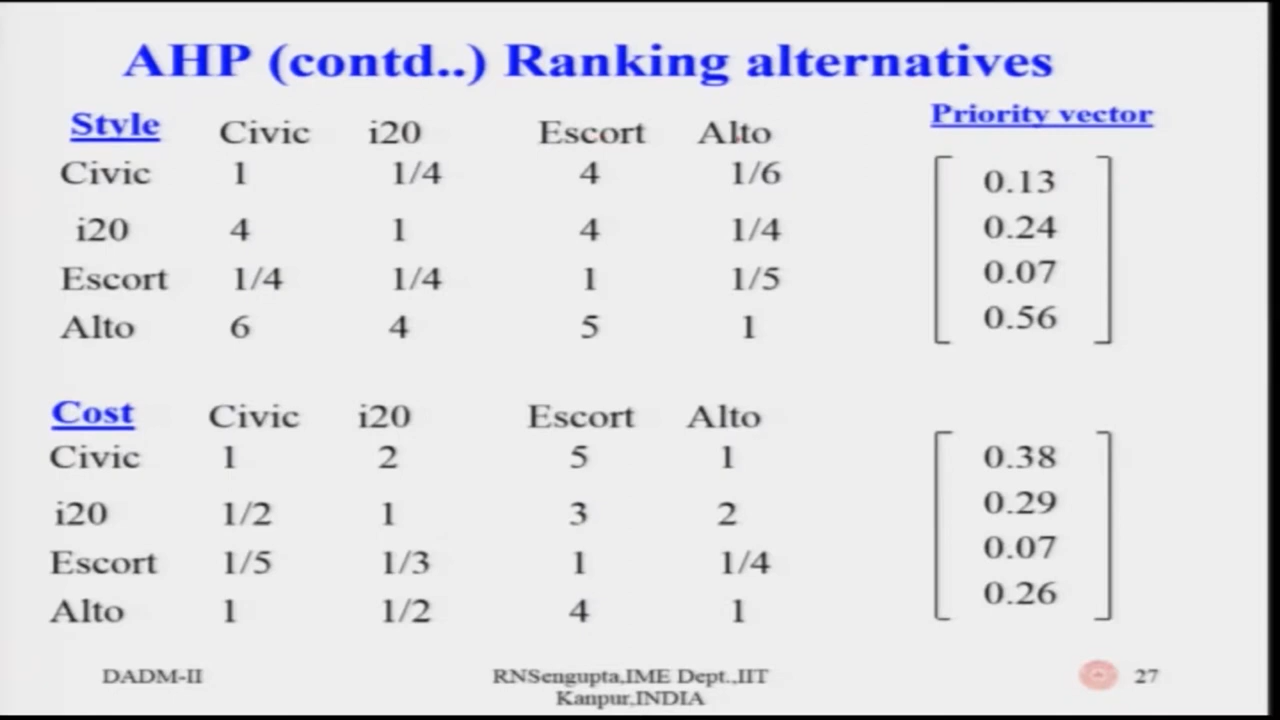 AHP (contd..) Ranking alternatives
Style Civic i20 Escort Alto Priority vector
Civic 1 1/4 4 1/6 0.13
i20 4 1 4 1/4 0.24
Escort 1/4 1/4 1 1/5 0.07
Alto 6 4 5 1 0.56
Cost Civic i20 Escort Alto
Civic 1 2 5 1 0.38
i20 1/2 1 3 2 0.29
Escort 1/5 1/3 1 1/4 0.07
Alto 1 1/2 4 1 0.26
DADM-II RNSengupta,IME Dept.,IIT 27
Kanpur,INDIA